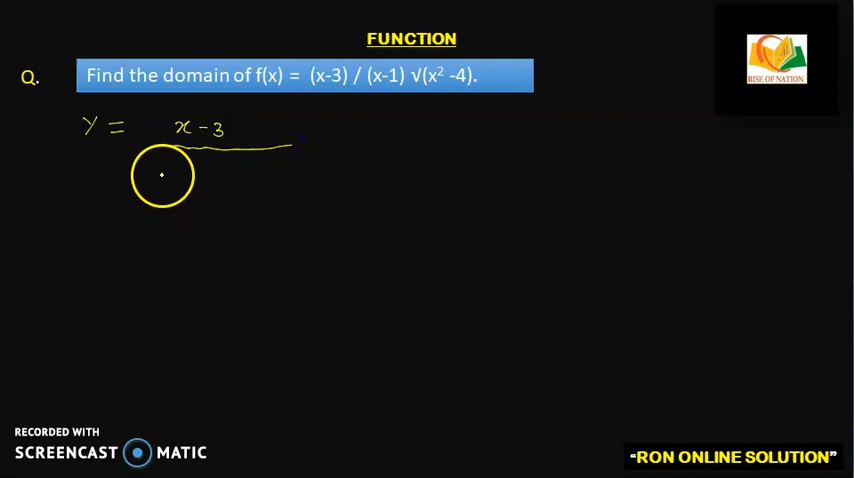 FUNCTION
Q.
Find the domain of f(x) = (x-3) / (x-1) √(x² -4).
RISE OF NATION
y = x - 3
RECORDED WITH
SCREENCAST MATIC
“RON ONLINE SOLUTION”